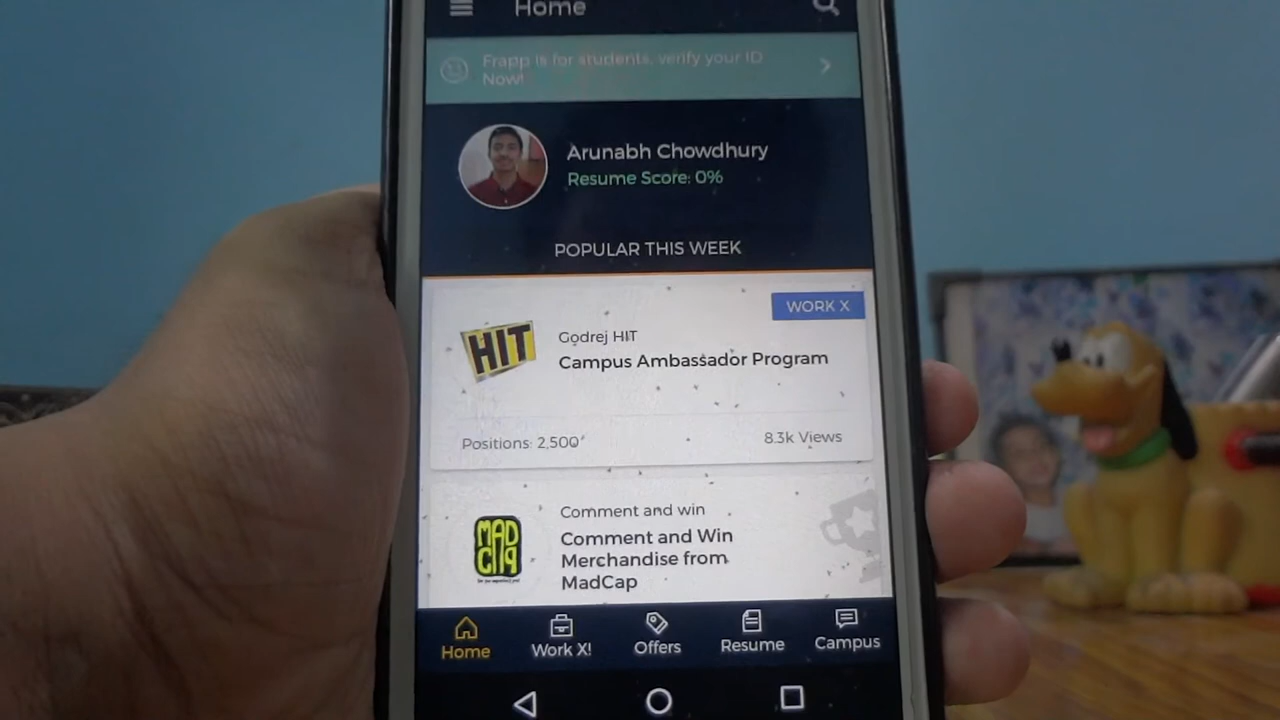 Home
Frapp is for students, verify your ID
Now!
Arunabh Chowdhury
Resume Score: 0%
POPULAR THIS WEEK
WORK X
HIT
Godrej HIT
Campus Ambassador Program
Positions: 2,500
8.3k Views
Comment and win
MAD
Comment and Win
Merchandise from
MadCap
Home
Work X!
Offers
Resume
Campus